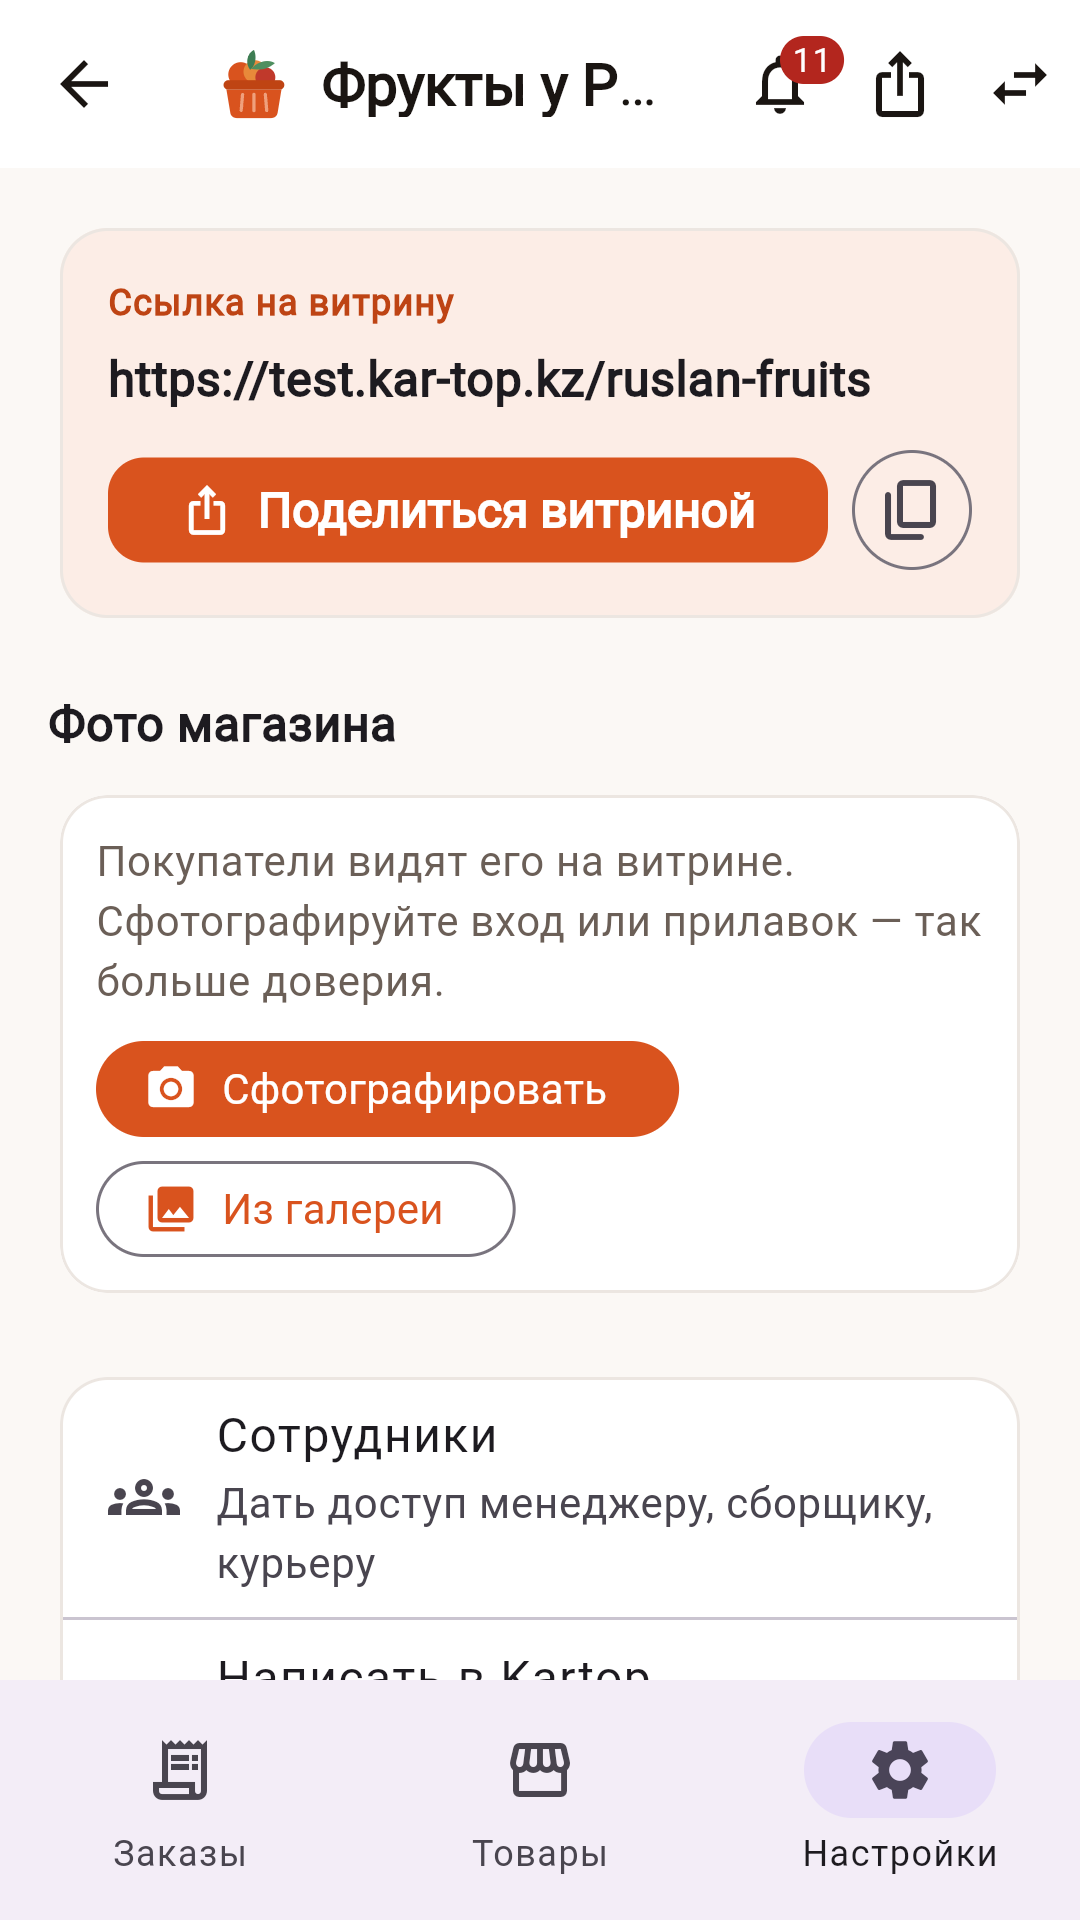 Фрукты у Р...
11
Ссылка на витрину
https://test.kar-top.kz/ruslan-fruits
Поделиться витриной
Фото магазина
Покупатели видят его на витрине.
Сфотографируйте вход или прилавок — так
больше доверия.
Сфотографировать
Из галереи
Сотрудники
Дать доступ менеджеру, сборщику,
курьеру
Написать в Kartop
Заказы
Товары
Настройки